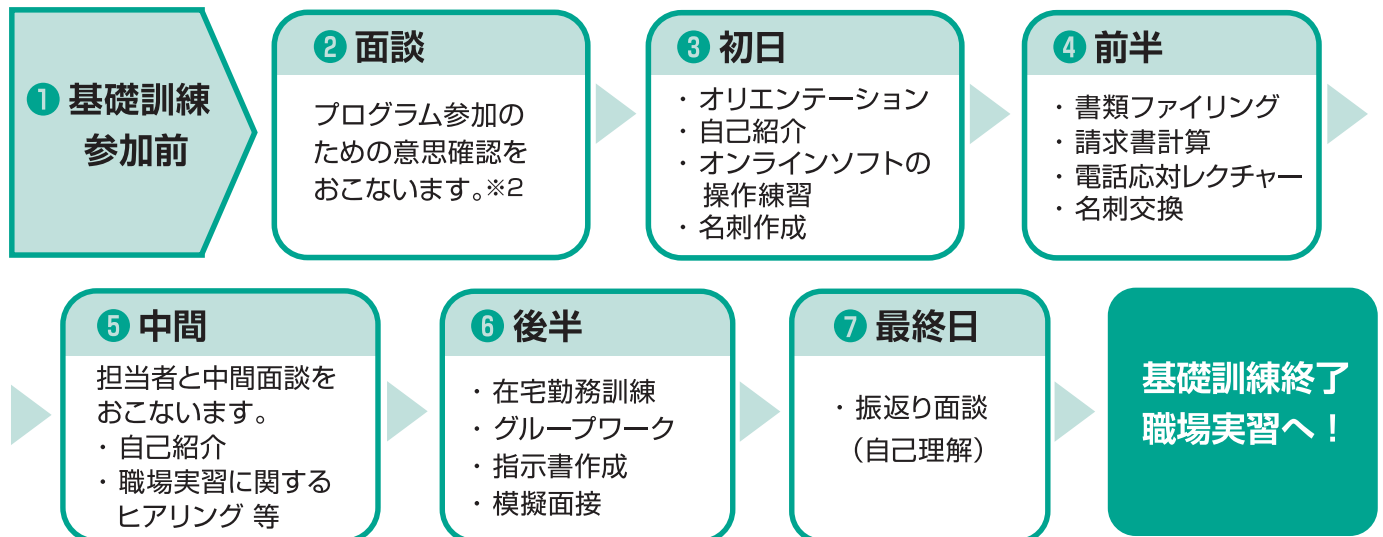 ❶ 基礎訓練
参加前
❷ 面談
プログラム参加の
ための意思確認を
おこないます。※2
❸ 初日
・オリエンテーション
・自己紹介
・オンラインソフトの
操作練習
・名刺作成
❹ 前半
・書類ファイリング
・請求書計算
・電話応対レクチャー
・名刺交換
❺ 中間
担当者と中間面談を
おこないます。
・自己紹介
・職場実習に関する
ヒアリング 等
❻ 後半
・在宅勤務訓練
・グループワーク
・指示書作成
・模擬面接
❼ 最終日
・振返り面談
（自己理解）
基礎訓練終了
職場実習へ！